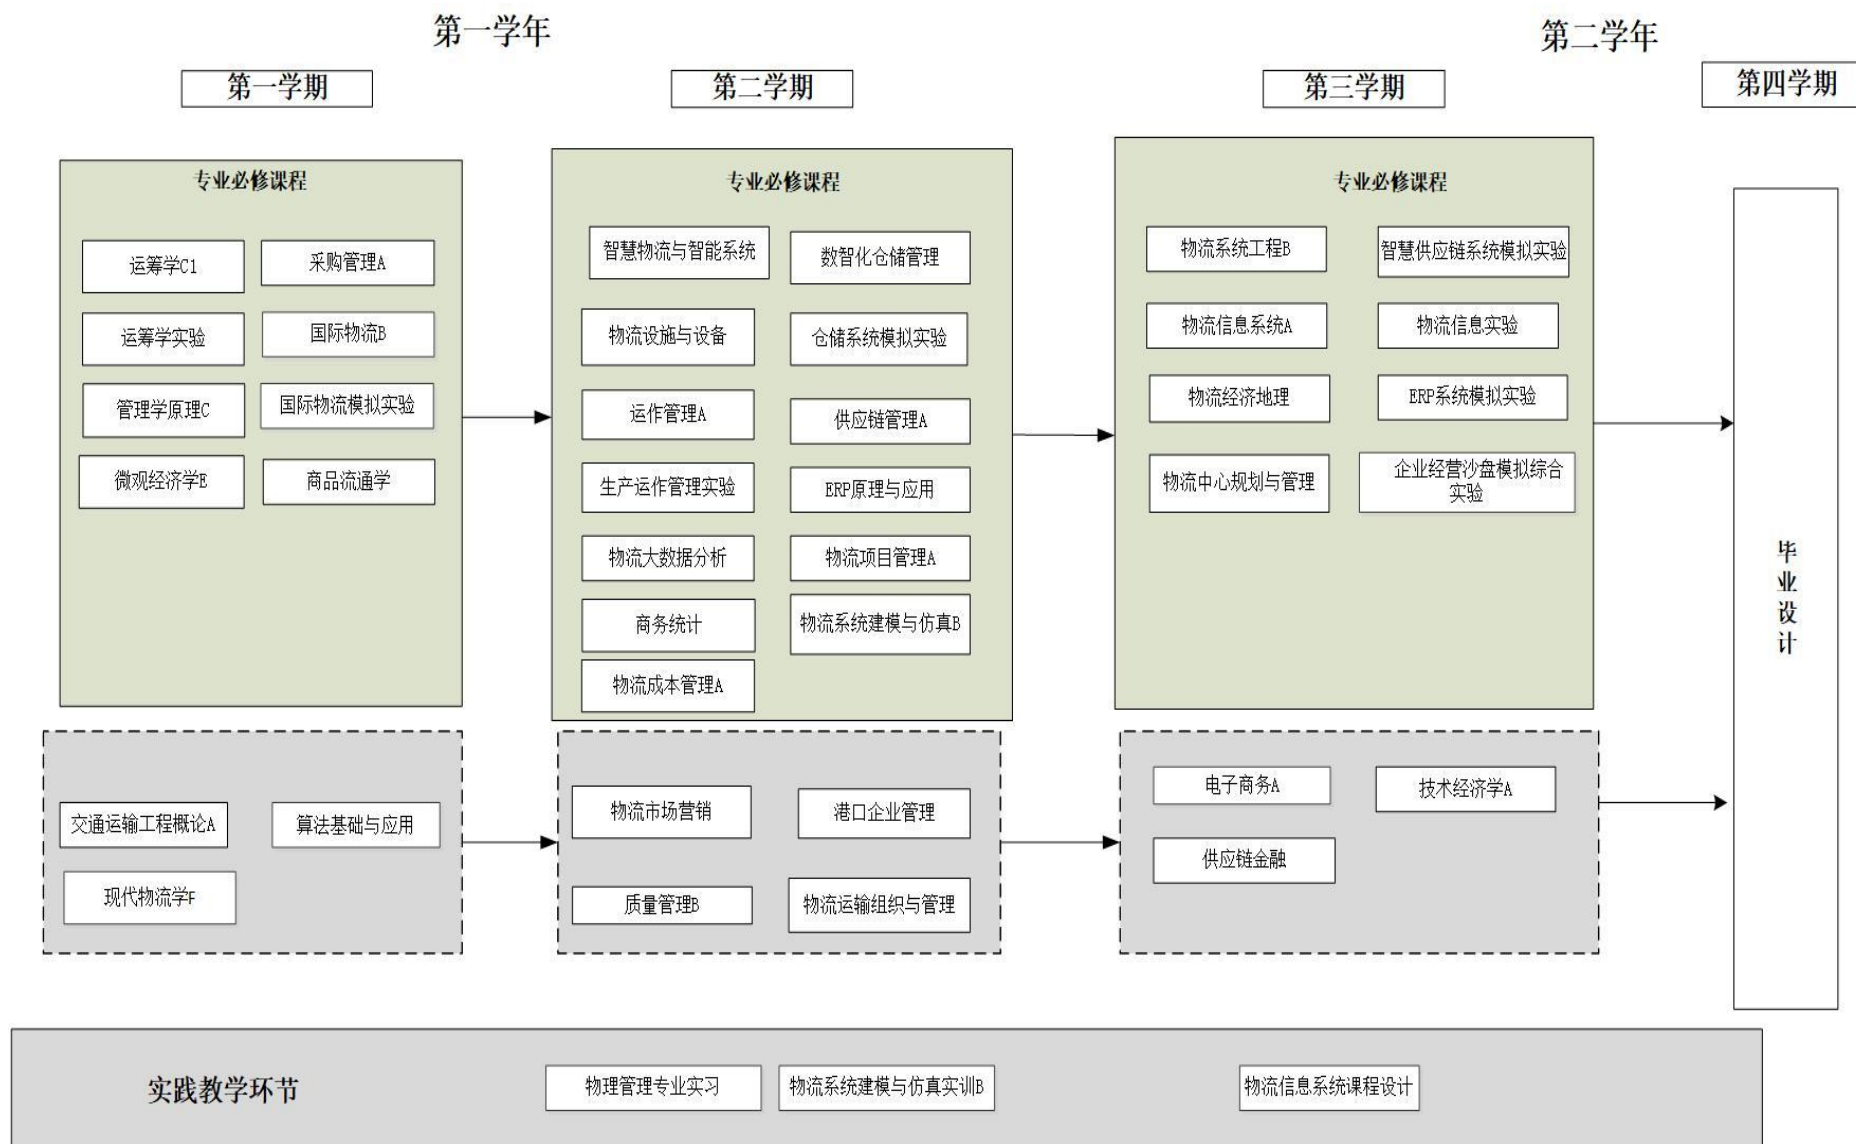 第一学年
第二学年
第一学期
第二学期
第三学期
第四学期
专业必修课程
运筹学C1
采购管理A
运筹学实验
国际物流B
管理学原理C
国际物流模拟实验
微观经济学E
商品流通学
专业必修课程
智慧物流与智能系统
数智化仓储管理
物流设施与设备
仓储系统模拟实验
运作管理A
供应链管理A
生产运作管理实验
ERP原理与应用
物流大数据分析
物流项目管理A
商务统计
物流系统建模与仿真B
物流成本管理A
专业必修课程
物流系统工程B
智慧供应链系统模拟实验
物流信息系统A
物流信息实验
物流经济地理
ERP系统模拟实验
物流中心规划与管理
企业经营沙盘模拟综合
实验
毕
业
设
计
交通运输工程概论A
算法基础与应用
现代物流学F
物流市场营销
港口企业管理
质量管理B
物流运输组织与管理
电子商务A
技术经济学A
供应链金融
实践教学环节
物理管理专业实习
物流系统建模与仿真实训B
物流信息系统课程设计